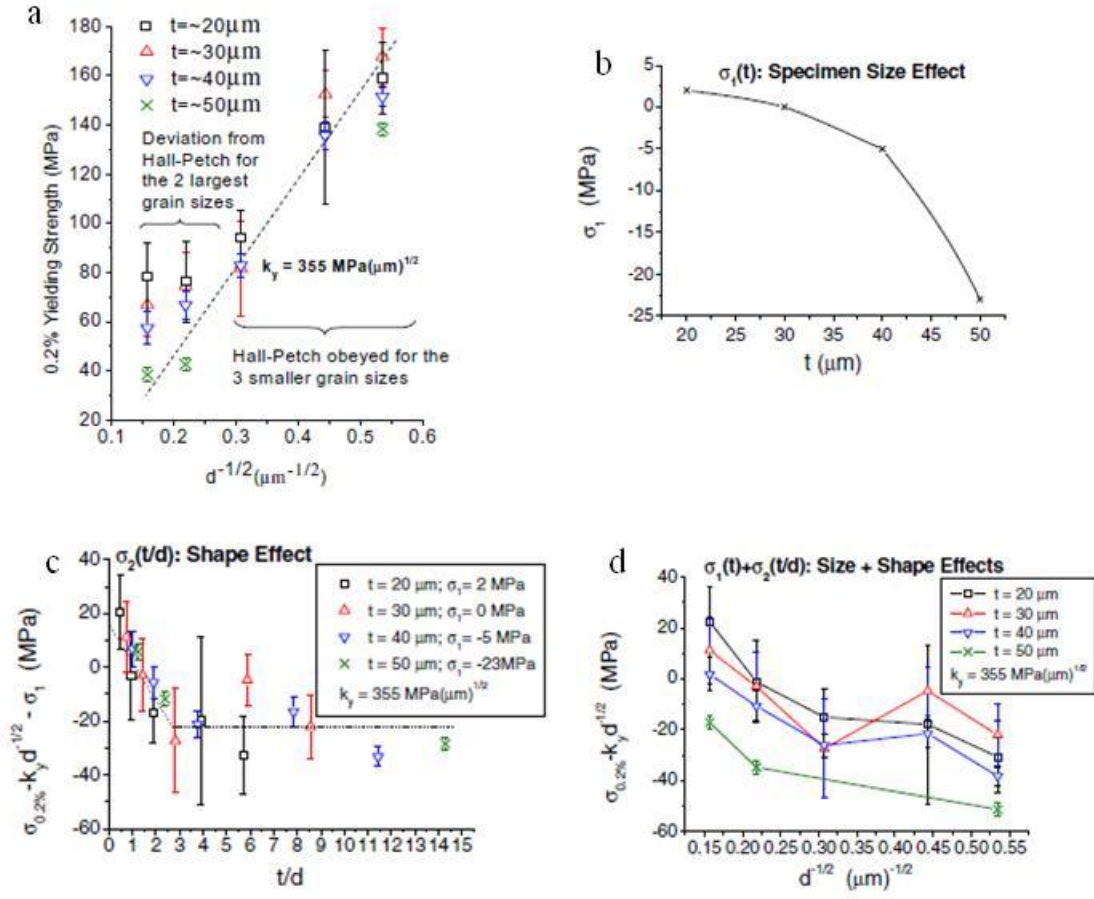 a
t=~20μm
t=~30μm
t=~40μm
t=~50μm
Deviation from
Hall-Petch for
the 2 largest
grain sizes
k_y = 355 MPa(μm)^1/2
Hall-Petch obeyed for the
3 smaller grain sizes
0.2% Yielding Strength (MPa)
180
160
140
120
100
80
60
40
20
0.1 0.2 0.3 0.4 0.5 0.6
d^-1/2(μm^-1/2)
b
σ₁(t): Specimen Size Effect
σ₁ (MPa)
5
0
-5
-10
-15
-20
-25
20 25 30 35 40 45 50
t (μm)
c
σ₂(t/d): Shape Effect
t = 20 μm; σ₁= 2 MPa
t = 30 μm; σ₁= 0 MPa
t = 40 μm; σ₁= -5 MPa
t = 50 μm; σ₁= -23MPa
k_y = 355 MPa(μm)^1/2
σ_0.2%-k_y d^-1/2 - σ₁ (MPa)
40
20
0
-20
-40
-60
0 1 2 3 4 5 6 7 8 9 10 11 12 13 14 15
t/d
d
σ₁(t)+σ₂(t/d): Size + Shape Effects
t = 20 μm
t = 30 μm
t = 40 μm
t = 50 μm
k_y = 355 MPa(μm)^1/2
σ_0.2%-k_y d^-1/2 (MPa)
40
20
0
-20
-40
-60
0.15 0.20 0.25 0.30 0.35 0.40 0.45 0.50 0.55
d^-1/2 (μm)^-1/2